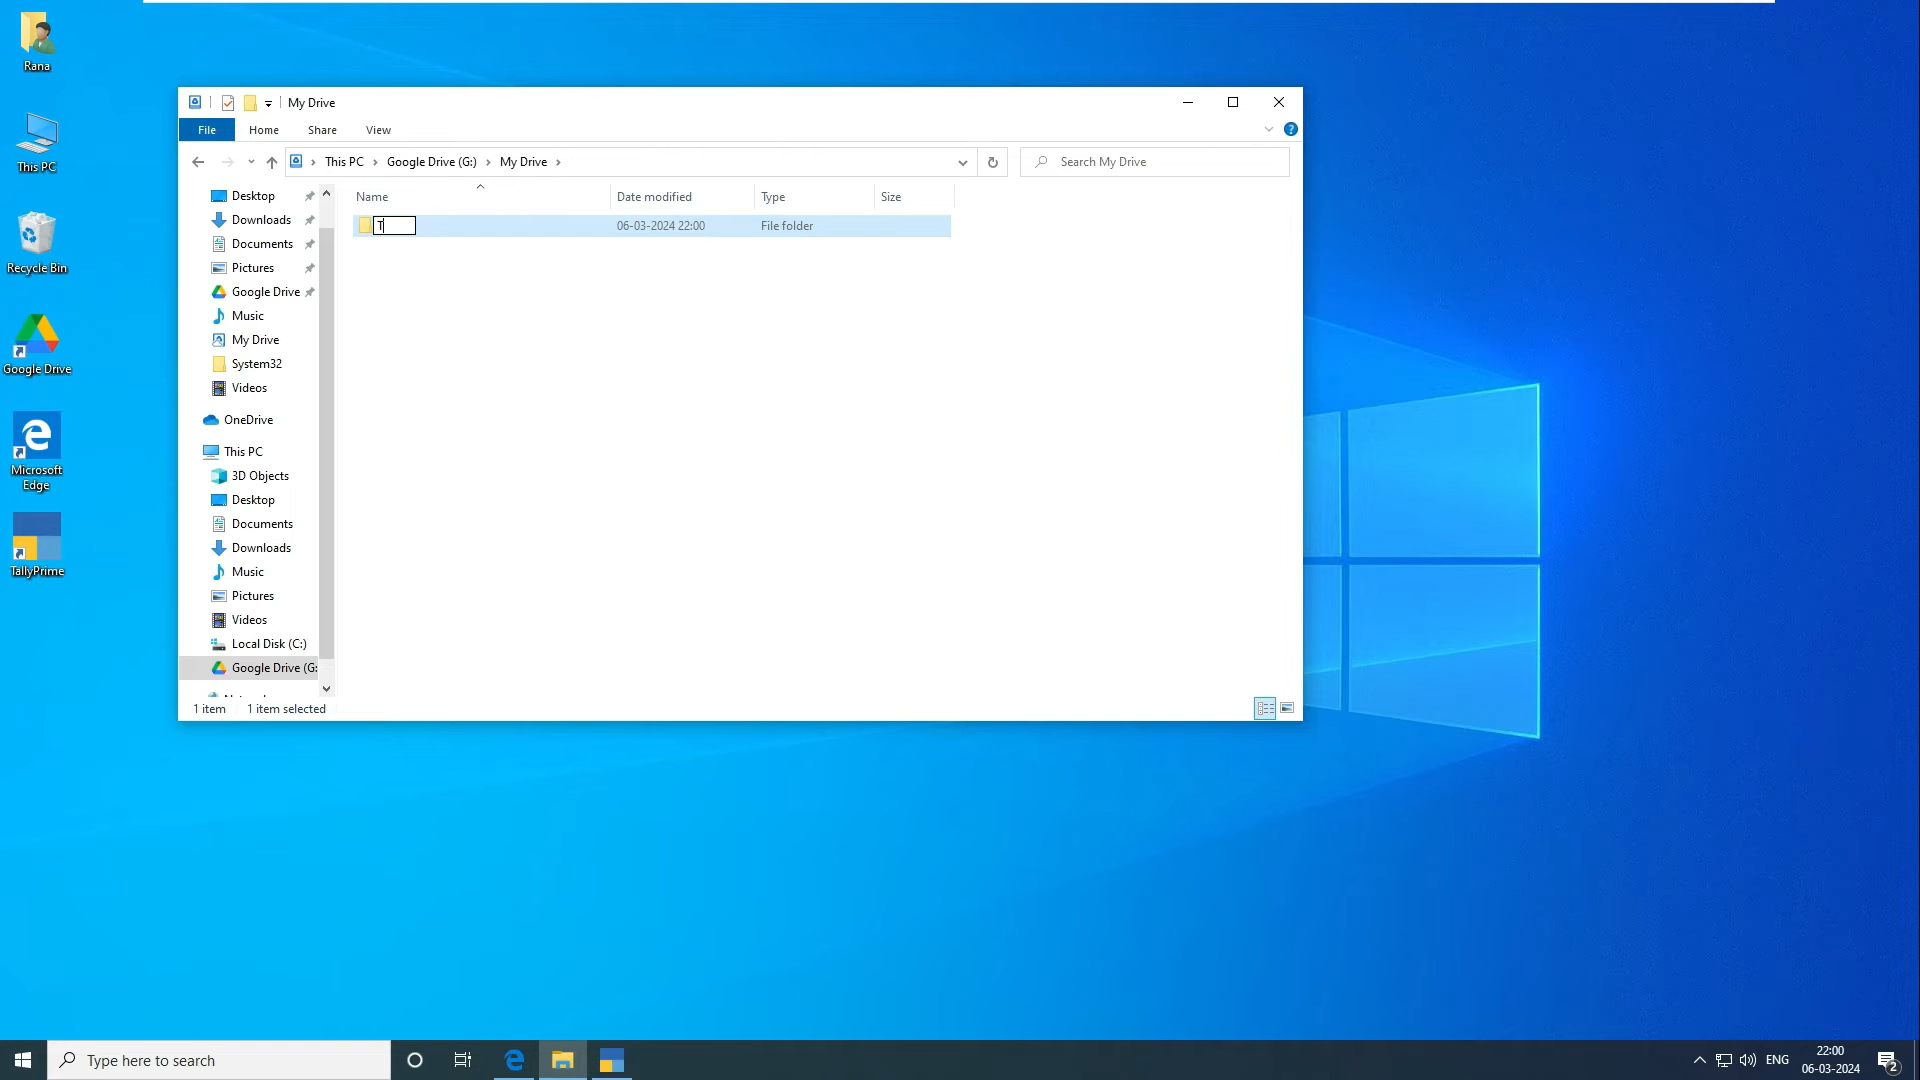 Rana
This PC
Recycle Bin
Google Drive
Microsoft
Edge
TallyPrime
My Drive
File
Home
Share
View
This PC
Google Drive (G:)
My Drive
Search My Drive
Desktop
Downloads
Documents
Pictures
Google Drive
Music
My Drive
System32
Videos
OneDrive
This PC
3D Objects
Desktop
Documents
Downloads
Music
Pictures
Videos
Local Disk (C:)
Google Drive (G:
Name
Date modified
Type
Size
T
06-03-2024 22:00
File folder
1 item
1 item selected
Type here to search
ENG
22:00
06-03-2024
2